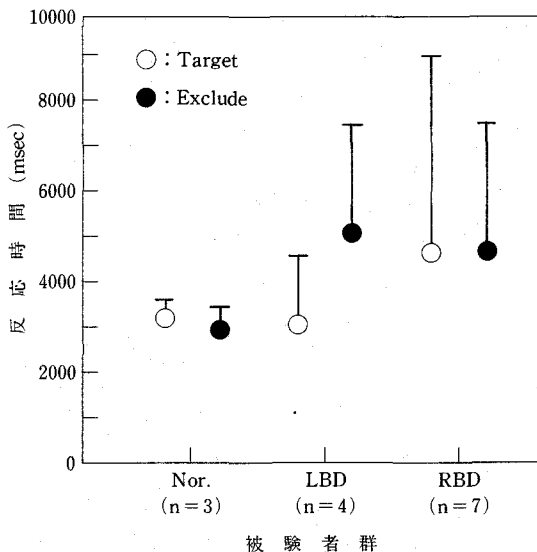 10000
8000
6000
4000
2000
0
反応時間 (msec)
○ : Target
● : Exclude
Nor. LBD RBD
(n=3) (n=4) (n=7)
被験者群